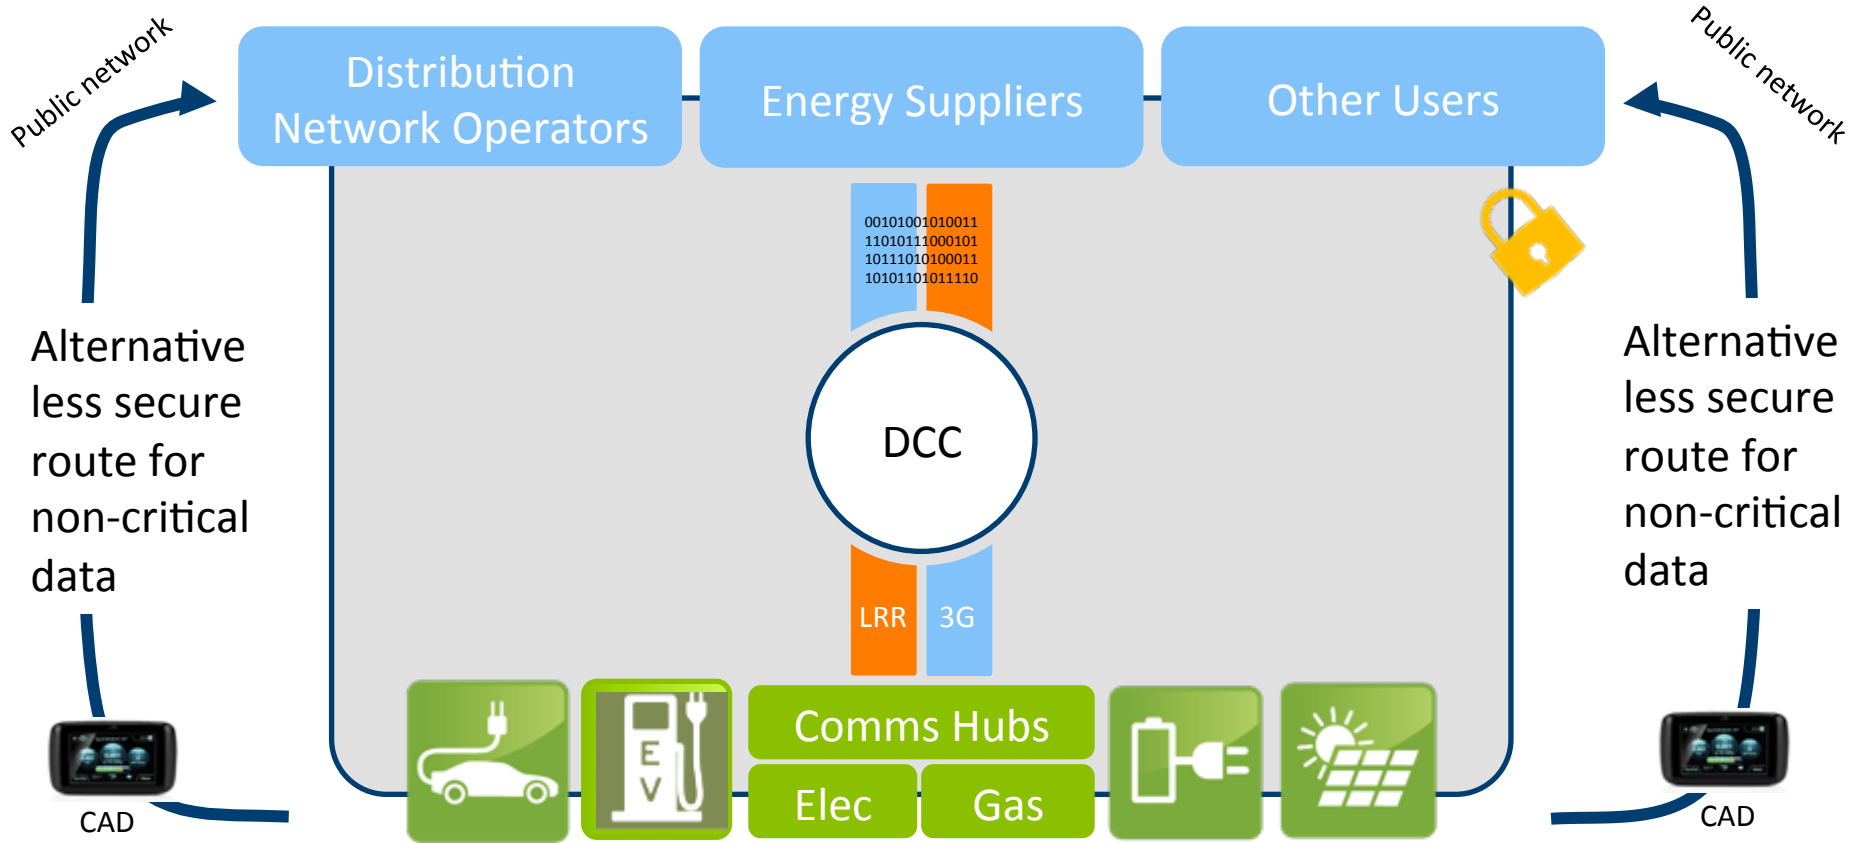 Public network
Distribution
Network Operators
Energy Suppliers
Other Users
Public network
00101001010011
11010111000101
10111010100011
10101101011110
Alternative
less secure
route for
non-critical
data
DCC
Alternative
less secure
route for
non-critical
data
LRR
3G
E
V
Comms Hubs
Elec
Gas
CAD
CAD